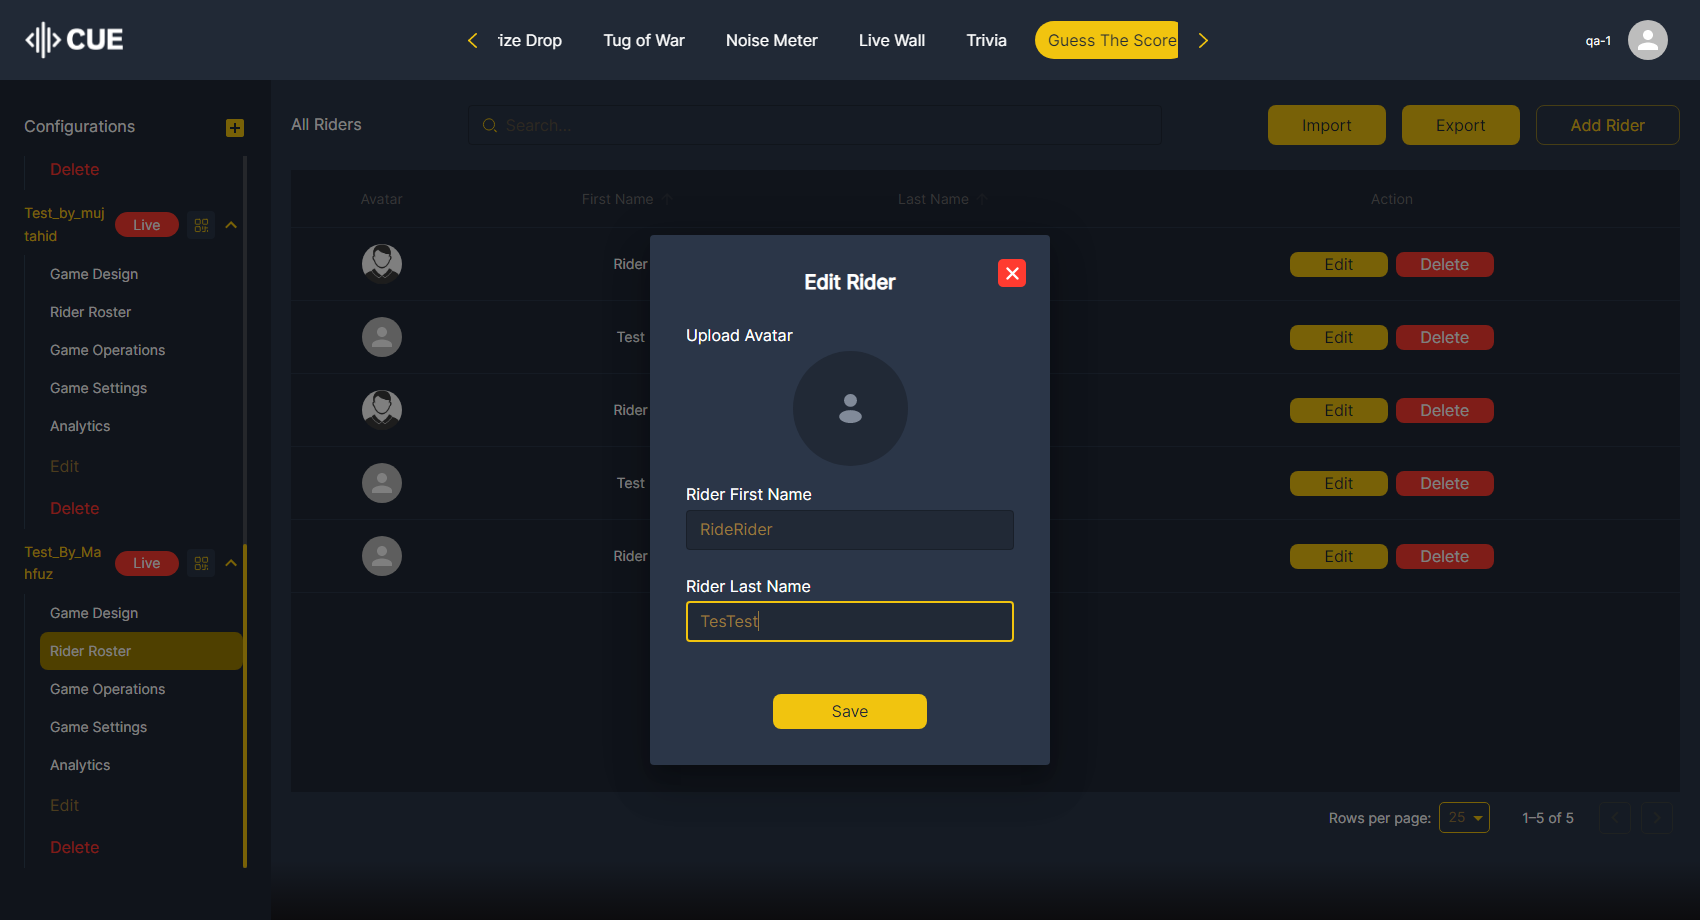 CUE
ize Drop
Tug of War
Noise Meter
Live Wall
Trivia
Guess The Score
qa-1
Configurations
Delete
Test_by_muj
tahid
Live
Game Design
Rider Roster
Game Operations
Game Settings
Analytics
Edit
Delete
Test_By_Ma
hfuz
Live
Game Design
Rider Roster
Game Operations
Game Settings
Analytics
Edit
Delete
All Riders
Search...
Import
Export
Add Rider
Avatar
First Name
Last Name
Action
Rider
Edit
Delete
Test
Edit
Delete
Rider
Edit
Delete
Test
Edit
Delete
Rider
Edit
Delete
Edit Rider
Upload Avatar
Rider First Name
RideRider
Rider Last Name
TesTest
Save
Rows per page:
25
1–5 of 5